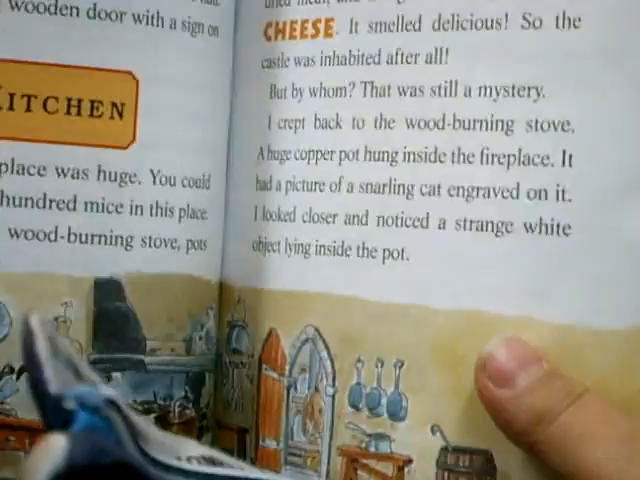 wooden door with a sign on
KITCHEN
place was huge. You could
hundred mice in this place.
wood-burning stove, pots
CHEESE. It smelled delicious! So the
castle was inhabited after all!
But by whom? That was still a mystery.
I crept back to the wood-burning stove.
A huge copper pot hung inside the fireplace. It
had a picture of a snarling cat engraved on it.
I looked closer and noticed a strange white
object lying inside the pot.